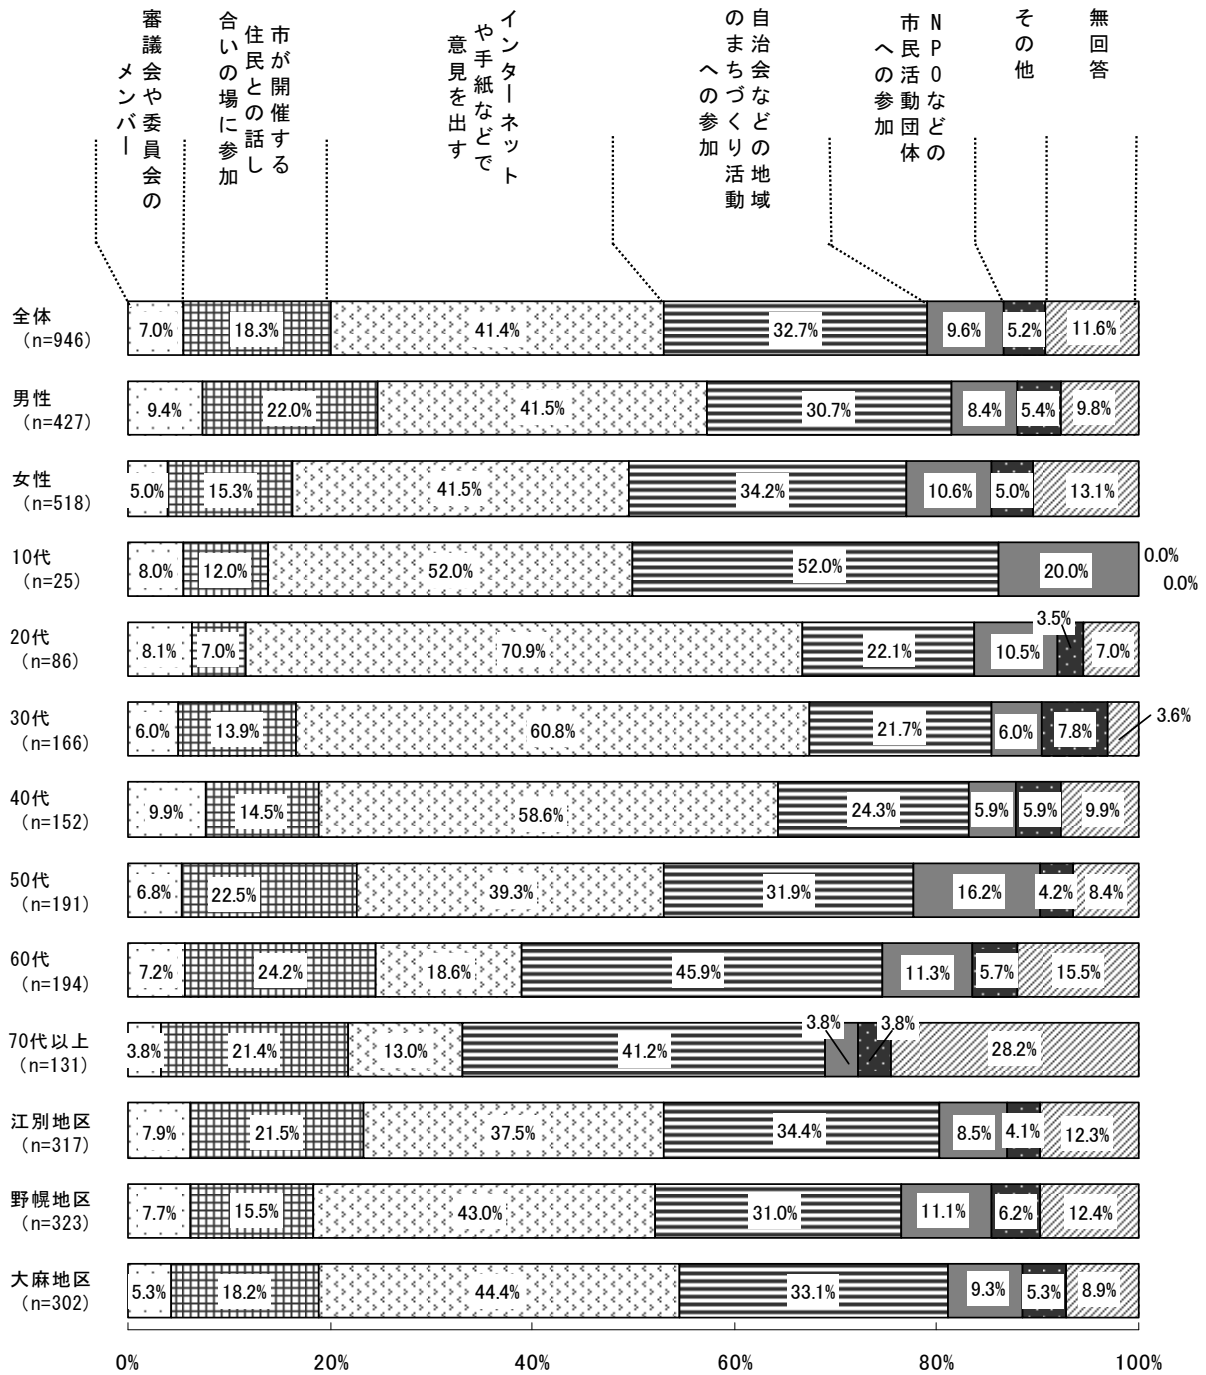 審議会や委員会の
メンバー
市が開催する
住民との話し
合いの場に参加
インターネット
や手紙などで
意見を出す
自治会などの地域
のまちづくり活動
への参加
NPOなどの
市民活動団体
への参加
その他
無回答
全体
（n=946）
7.0%
18.3%
41.4%
32.7%
9.6%
5.2%
11.6%
男性
（n=427）
9.4%
22.0%
41.5%
30.7%
8.4%
5.4%
9.8%
女性
（n=518）
5.0%
15.3%
41.5%
34.2%
10.6%
5.0%
13.1%
10代
（n=25）
8.0%
12.0%
52.0%
52.0%
20.0%
0.0%
0.0%
20代
（n=86）
8.1%
7.0%
70.9%
22.1%
10.5%
3.5%
7.0%
30代
（n=166）
6.0%
13.9%
60.8%
21.7%
6.0%
7.8%
3.6%
40代
（n=152）
9.9%
14.5%
58.6%
24.3%
5.9%
5.9%
9.9%
50代
（n=191）
6.8%
22.5%
39.3%
31.9%
16.2%
4.2%
8.4%
60代
（n=194）
7.2%
24.2%
18.6%
45.9%
11.3%
5.7%
15.5%
70代以上
（n=131）
3.8%
21.4%
13.0%
41.2%
3.8%
3.8%
28.2%
江別地区
（n=317）
7.9%
21.5%
37.5%
34.4%
8.5%
4.1%
12.3%
野幌地区
（n=323）
7.7%
15.5%
43.0%
31.0%
11.1%
6.2%
12.4%
大麻地区
（n=302）
5.3%
18.2%
44.4%
33.1%
9.3%
5.3%
8.9%
0%
20%
40%
60%
80%
100%